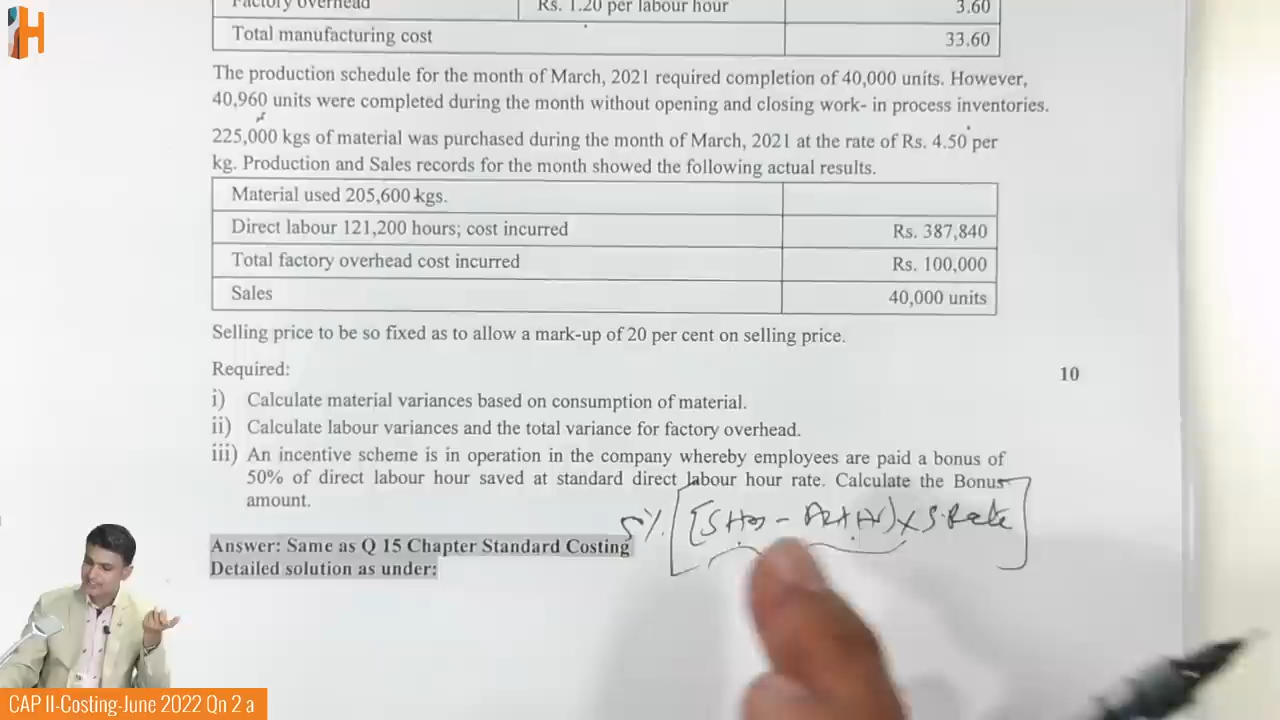 H
Factory overhead Rs. 1.20 per labour hour 3.60
Total manufacturing cost 33.60
The production schedule for the month of March, 2021 required completion of 40,000 units. However,
40,960 units were completed during the month without opening and closing work- in process inventories.
225,000 kgs of material was purchased during the month of March, 2021 at the rate of Rs. 4.50 per
kg. Production and Sales records for the month showed the following actual results.
Material used 205,600 kgs.
Direct labour 121,200 hours; cost incurred Rs. 387,840
Total factory overhead cost incurred Rs. 100,000
Sales 40,000 units
Selling price to be so fixed as to allow a mark-up of 20 per cent on selling price.
Required: 10
i) Calculate material variances based on consumption of material.
ii) Calculate labour variances and the total variance for factory overhead.
iii) An incentive scheme is in operation in the company whereby employees are paid a bonus of
50% of direct labour hour saved at standard direct labour hour rate. Calculate the Bonus
amount.
Answer: Same as Q 15 Chapter Standard Costing
Detailed solution as under:
CAP II-Costing-June 2022 Qn 2 a